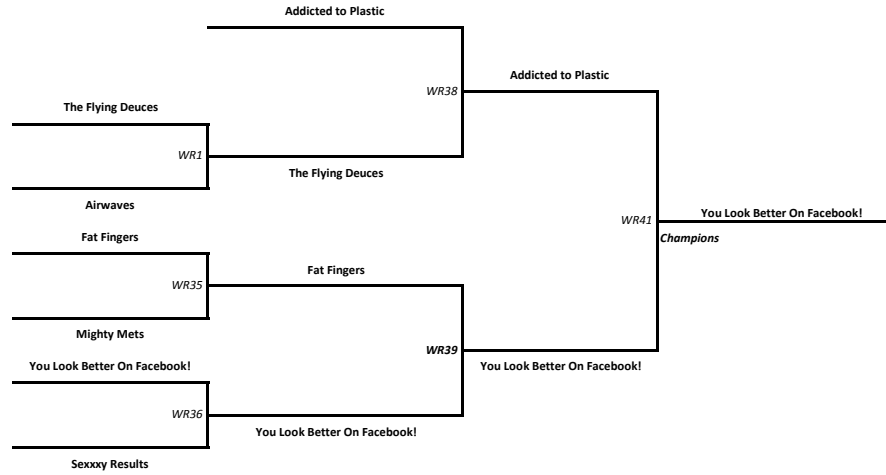 Addicted to Plastic
Addicted to Plastic
WR38
The Flying Deuces
WR1
The Flying Deuces
Airwaves
You Look Better On Facebook!
WR41
Champions
Fat Fingers
Fat Fingers
WR35
Mighty Mets
WR39
You Look Better On Facebook!
You Look Better On Facebook!
WR36
You Look Better On Facebook!
Sexxxy Results